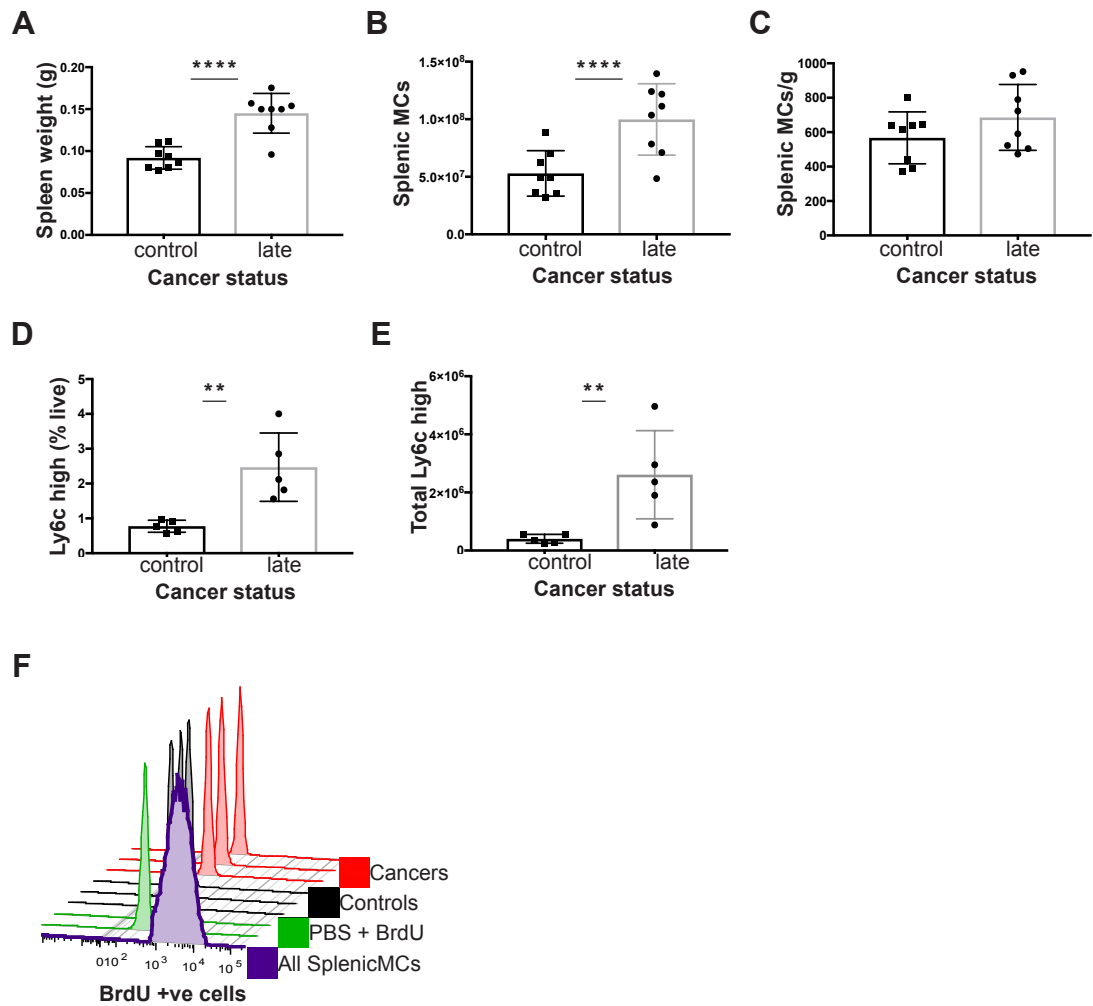 A
B
C
****
****
Spleen weight (g)
0.20
0.15
0.10
0.05
0.00
control
late
Cancer status
Splenic MCs
1.5×10⁸
1.0×10⁸
5.0×10⁷
0.0
control
late
Cancer status
Splenic MCs/g
1000
800
600
400
200
0
control
late
Cancer status
D
E
**
**
Ly6c high (% live)
5
4
3
2
1
0
control
late
Cancer status
Total Ly6c high
6×10⁶
4×10⁶
2×10⁶
0
control
late
Cancer status
F
Cancers
Controls
PBS + BrdU
All SplenicMCs
0 10² 10³ 10⁴ 10⁵
BrdU +ve cells